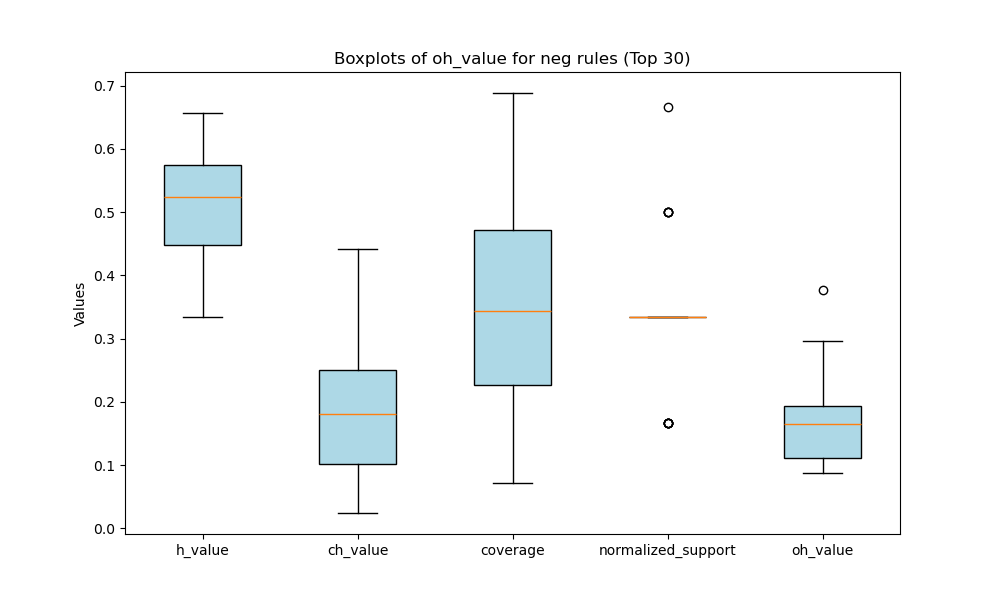 Boxplots of oh_value for neg rules (Top 30)
Values
0.7
0.6
0.5
0.4
0.3
0.2
0.1
0.0
h_value ch_value coverage normalized_support oh_value